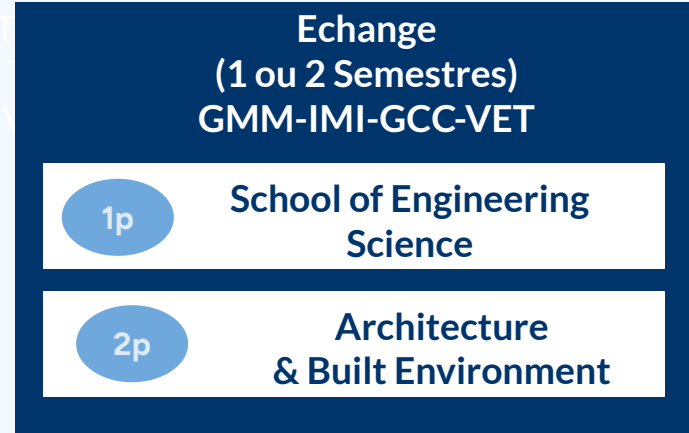 Echange
(1 ou 2 Semestres)
GMM-IMI-GCC-VET
1p
School of Engineering
Science
2p
Architecture
& Built Environment